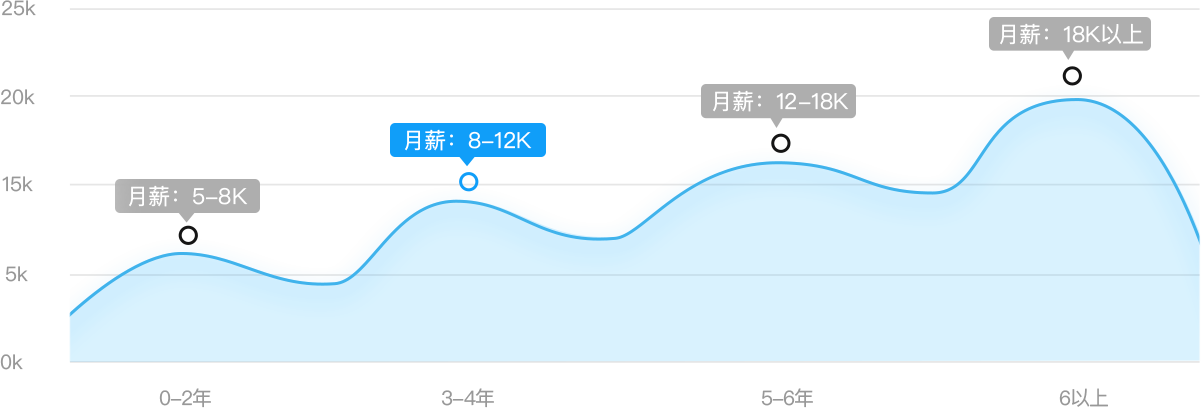 25k
月薪：18K以上
20k
月薪：12-18K
月薪：8-12K
15k
月薪：5-8K
5k
0k
0-2年
3-4年
5-6年
6以上